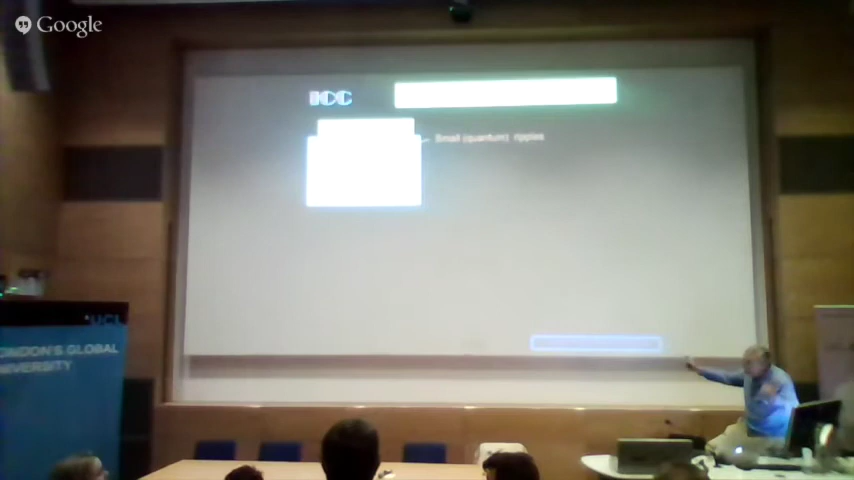 Google
ICC
Small (quantum) ripples
UCL
LONDON'S GLOBAL
UNIVERSITY